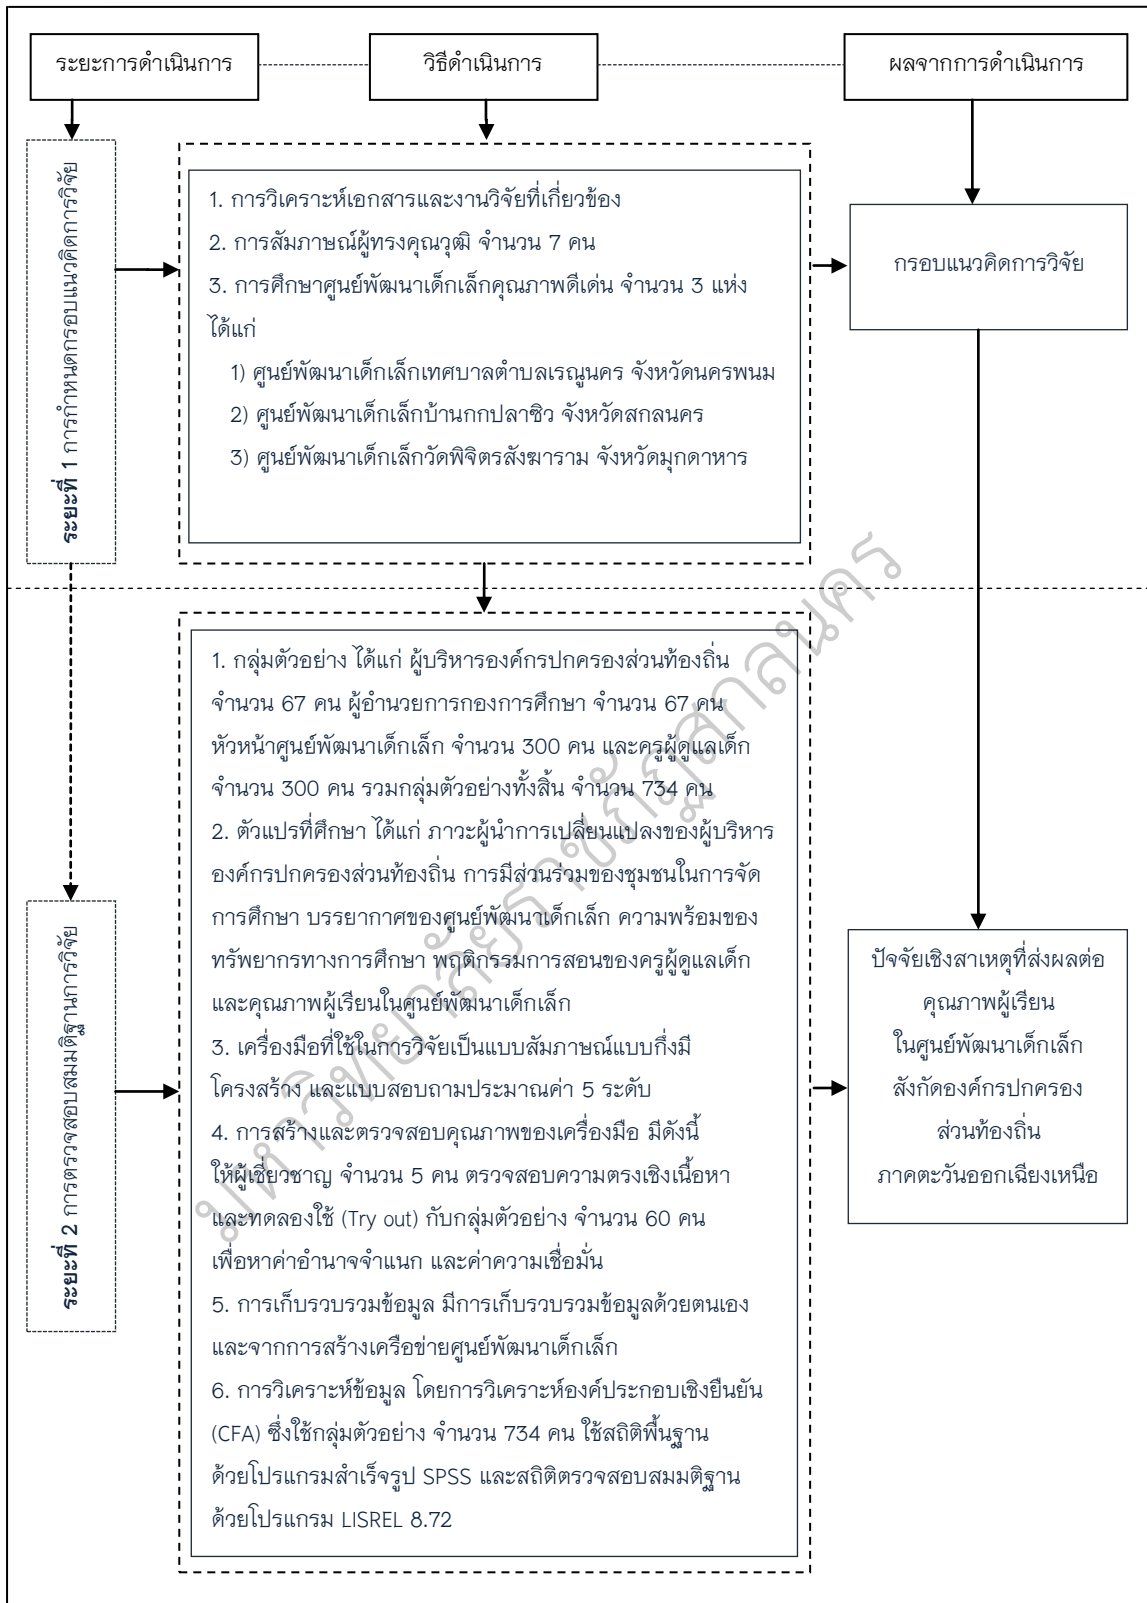 ระยะการดำเนินการ
วิธีดำเนินการ
ผลจากการดำเนินการ
ระยะที่ 1 การกำหนดกรอบแนวคิดการวิจัย
1. การวิเคราะห์เอกสารและงานวิจัยที่เกี่ยวข้อง
2. การสัมภาษณ์ผู้ทรงคุณวุฒิ จำนวน 7 คน
3. การศึกษาศูนย์พัฒนาเด็กเล็กคุณภาพดีเด่น จำนวน 3 แห่ง
ได้แก่
1) ศูนย์พัฒนาเด็กเล็กเทศบาลตำบลเรณูนคร จังหวัดนครพนม
2) ศูนย์พัฒนาเด็กเล็กบ้านกกปลาซิว จังหวัดสกลนคร
3) ศูนย์พัฒนาเด็กเล็กวัดพิจิตรสังฆาราม จังหวัดมุกดาหาร
กรอบแนวคิดการวิจัย
ระยะที่ 2 การตรวจสอบสมมติฐานการวิจัย
1. กลุ่มตัวอย่าง ได้แก่ ผู้บริหารองค์กรปกครองส่วนท้องถิ่น
จำนวน 67 คน ผู้อำนวยการกองการศึกษา จำนวน 67 คน
หัวหน้าศูนย์พัฒนาเด็กเล็ก จำนวน 300 คน และครูผู้ดูแลเด็ก
จำนวน 300 คน รวมกลุ่มตัวอย่างทั้งสิ้น จำนวน 734 คน
2. ตัวแปรที่ศึกษา ได้แก่ ภาวะผู้นำการเปลี่ยนแปลงของผู้บริหาร
องค์กรปกครองส่วนท้องถิ่น การมีส่วนร่วมของชุมชนในการจัด
การศึกษา บรรยากาศของศูนย์พัฒนาเด็กเล็ก ความพร้อมของ
ทรัพยากรทางการศึกษา พฤติกรรมการสอนของครูผู้ดูแลเด็ก
และคุณภาพผู้เรียนในศูนย์พัฒนาเด็กเล็ก
3. เครื่องมือที่ใช้ในการวิจัยเป็นแบบสัมภาษณ์แบบกึ่งมี
โครงสร้าง และแบบสอบถามประมาณค่า 5 ระดับ
4. การสร้างและตรวจสอบคุณภาพของเครื่องมือ มีดังนี้
ให้ผู้เชี่ยวชาญ จำนวน 5 คน ตรวจสอบความตรงเชิงเนื้อหา
และทดลองใช้ (Try out) กับกลุ่มตัวอย่าง จำนวน 60 คน
เพื่อหาค่าอำนาจจำแนก และค่าความเชื่อมั่น
5. การเก็บรวบรวมข้อมูล มีการเก็บรวบรวมข้อมูลด้วยตนเอง
และจากการสร้างเครือข่ายศูนย์พัฒนาเด็กเล็ก
6. การวิเคราะห์ข้อมูล โดยการวิเคราะห์องค์ประกอบเชิงยืนยัน
(CFA) ซึ่งใช้กลุ่มตัวอย่าง จำนวน 734 คน ใช้สถิติพื้นฐาน
ด้วยโปรแกรมสำเร็จรูป SPSS และสถิติตรวจสอบสมมติฐาน
ด้วยโปรแกรม LISREL 8.72
ปัจจัยเชิงสาเหตุที่ส่งผลต่อ
คุณภาพผู้เรียน
ในศูนย์พัฒนาเด็กเล็ก
สังกัดองค์กรปกครอง
ส่วนท้องถิ่น
ภาคตะวันออกเฉียงเหนือ
มหาวิทยาลัยราชภัฏสกลนคร